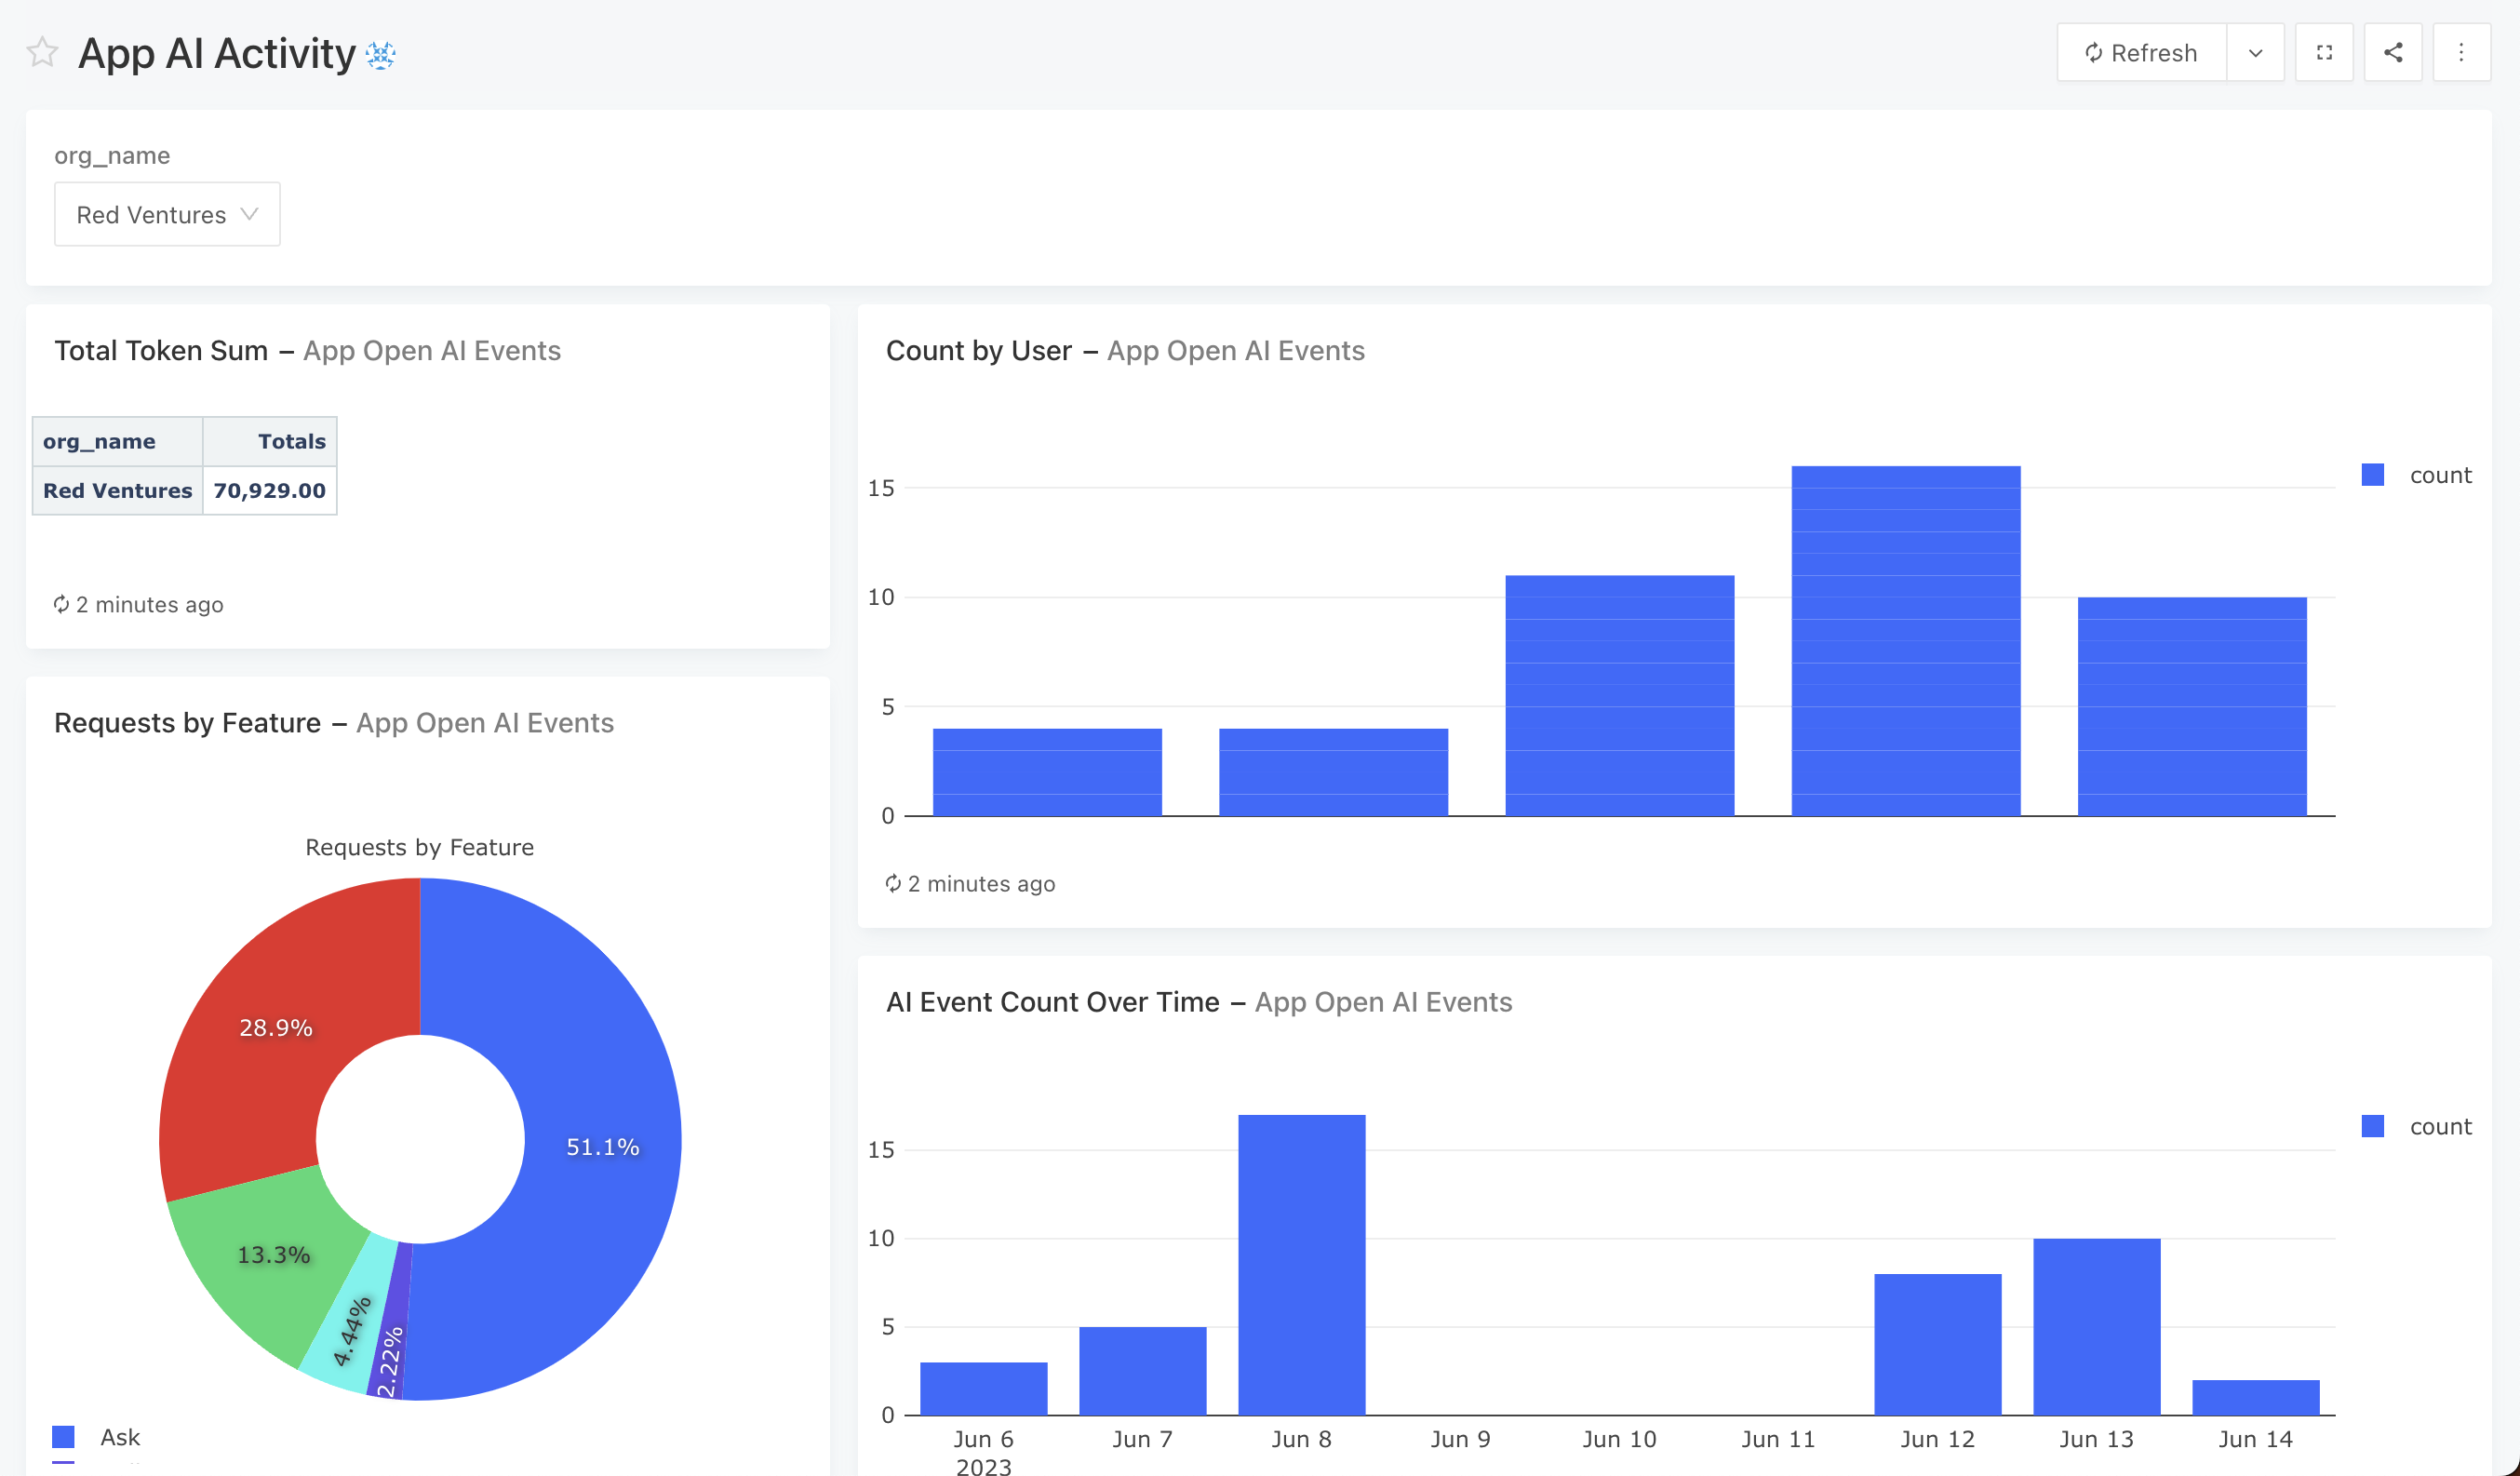 App AI Activity
Refresh
org_name
Red Ventures
Total Token Sum – App Open AI Events
org_name Totals
Red Ventures 70,929.00
2 minutes ago
Count by User – App Open AI Events
15
10
5
0
count
2 minutes ago
Requests by Feature – App Open AI Events
Requests by Feature
28.9%
51.1%
13.3%
4.44%
2.22%
Ask
AI Event Count Over Time – App Open AI Events
15
10
5
0
count
Jun 6 Jun 7 Jun 8 Jun 9 Jun 10 Jun 11 Jun 12 Jun 13 Jun 14
2023